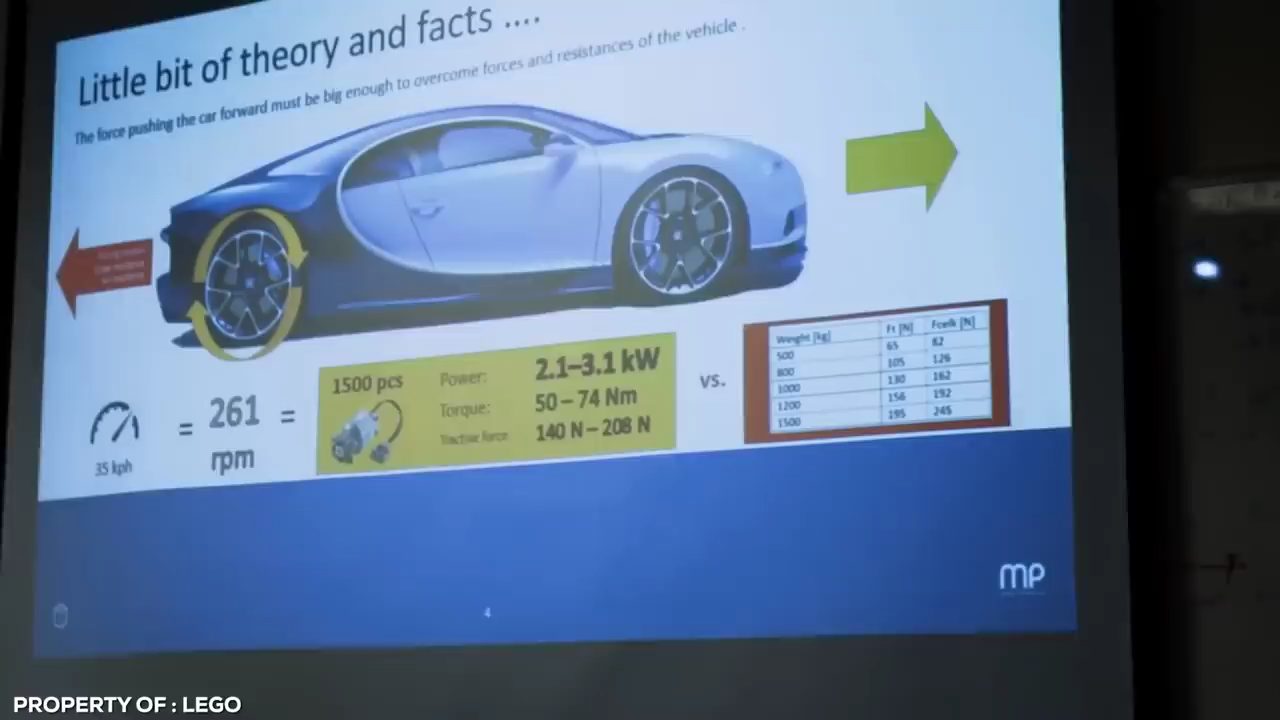 Little bit of theory and facts ....
The force pushing the car forward must be big enough to overcome forces and resistances of the vehicle .
35 kph
=
261
rpm
=
1500 pcs
Power: 2.1–3.1 kW
Torque: 50 – 74 Nm
Tractive force 140 N – 208 N
vs.
Weight [kg] Ft [N] Fcelk [N]
500 65 82
800 105 126
1000 130 162
1200 156 192
1500 195 245
4
MP
PROPERTY OF : LEGO